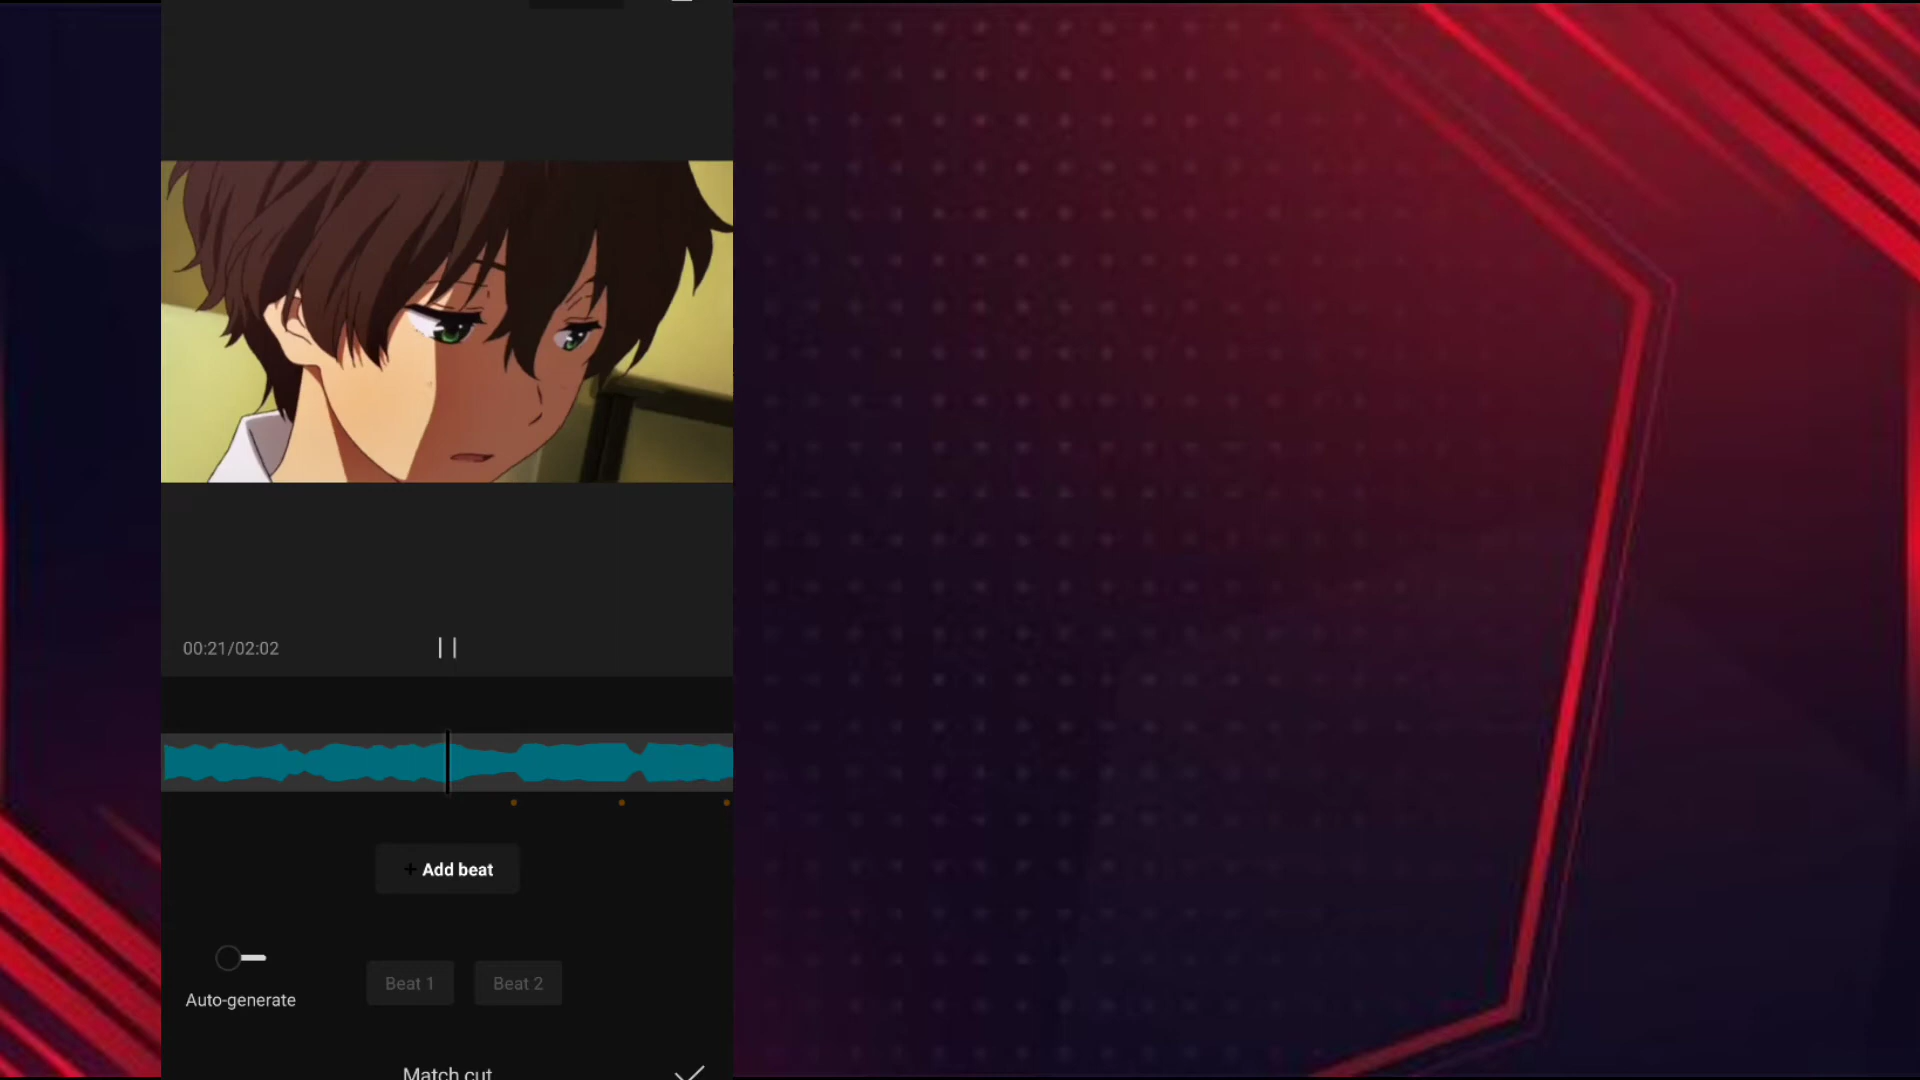 00:21/02:02
+ Add beat
Auto-generate
Beat 1
Beat 2
Match cut